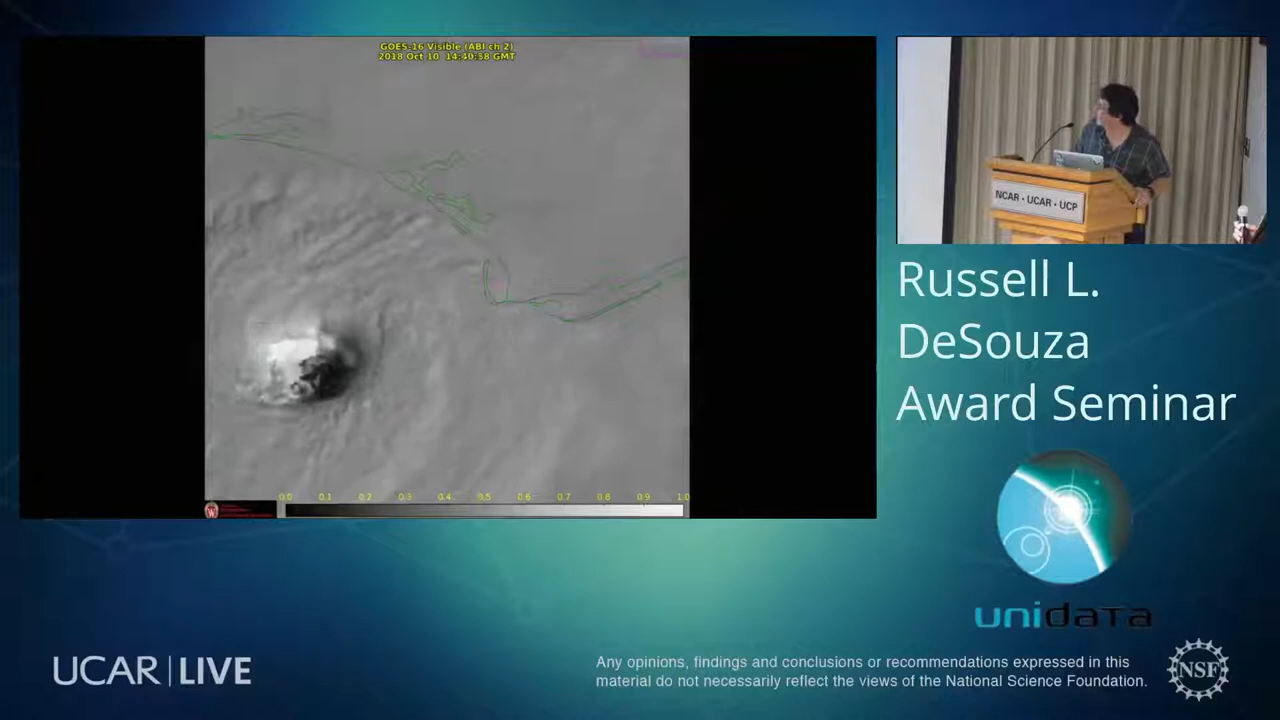 GOES-16 Visible (ABI ch 2)
2018 Oct 10 14:40:58 GMT
0.0 0.1 0.2 0.3 0.4 0.5 0.6 0.7 0.8 0.9 1.0
NCAR • UCAR • UCP
Russell L.
DeSouza
Award Seminar
unidata
UCAR | LIVE
Any opinions, findings and conclusions or recommendations expressed in this
material do not necessarily reflect the views of the National Science Foundation.
NSF